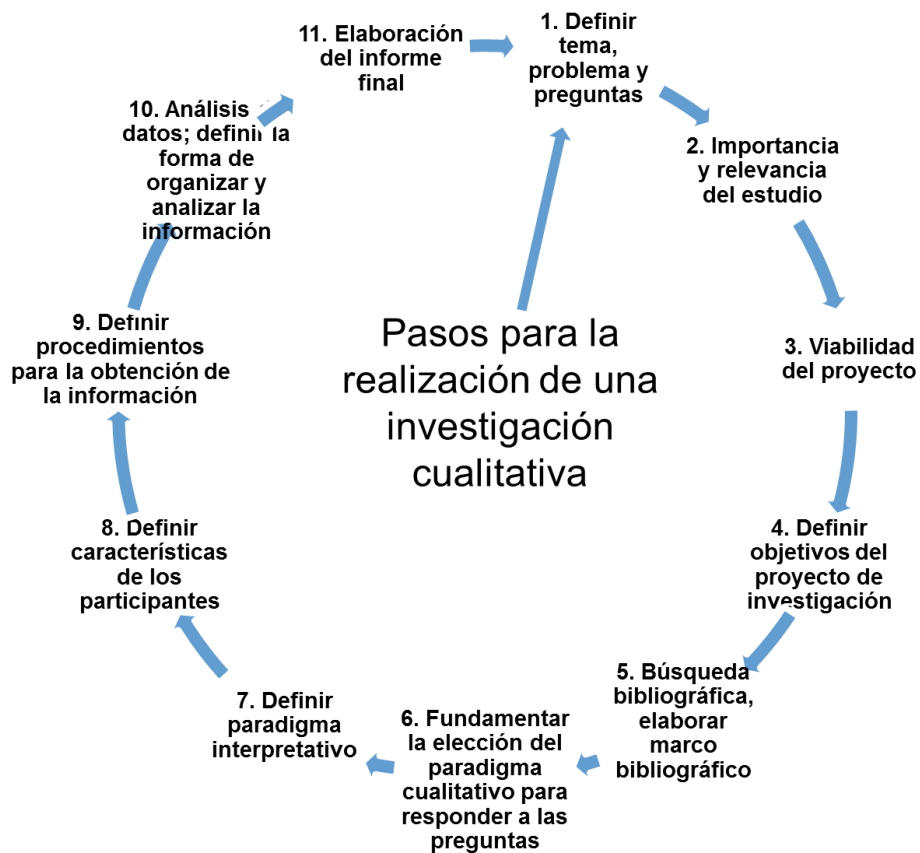 1. Definir
tema,
problema y
preguntas
2. Importancia
y relevancia
del estudio
3. Viabilidad
del proyecto
4. Definir
objetivos del
proyecto de
investigación
5. Búsqueda
bibliográfica,
elaborar
marco
bibliográfico
6. Fundamentar
la elección del
paradigma
cualitativo para
responder a las
preguntas
7. Definir
paradigma
interpretativo
8. Definir
características
de los
participantes
9. Definir
procedimientos
para la obtención de
la información
10. Análisis
datos; definir la
forma de
organizar y
analizar la
información
11. Elaboración
del informe
final
Pasos para la
realización de una
investigación
cualitativa